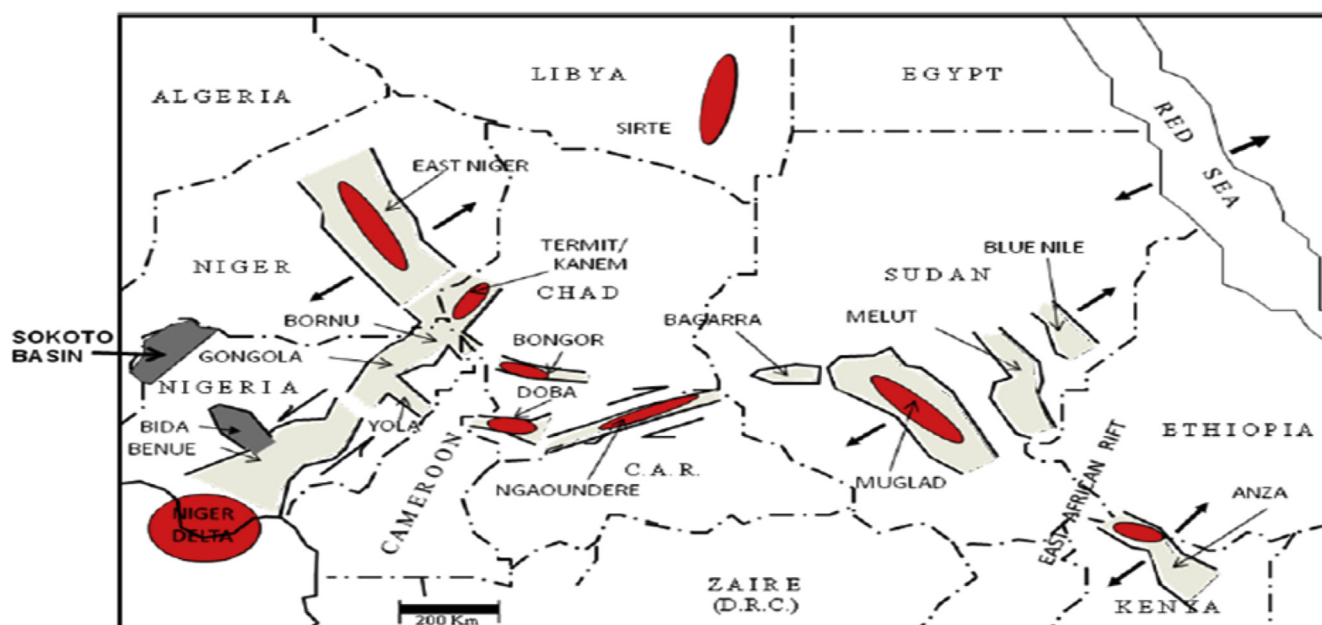 LIBYA
EGYPT
ALGERIA
RED SEA
SIRTE
EAST NIGER
TERMIT/
KANEM
NIGER
CHAD
SUDAN
BLUE NILE
BORNU
BAGARRA
MELUT
SOKOTO
BASIN
GONGOLA
BONGOR
NIGERIA
DOBA
BIDA
YOLA
BENUE
CAMEROON
C.A.R.
ETHIOPIA
NGAOUNDERE
MUGLAD
EAST AFRICAN RIFT
ANZA
NIGER
DELTA
ZAIRE
(D.R.C.)
KENYA
200 Km